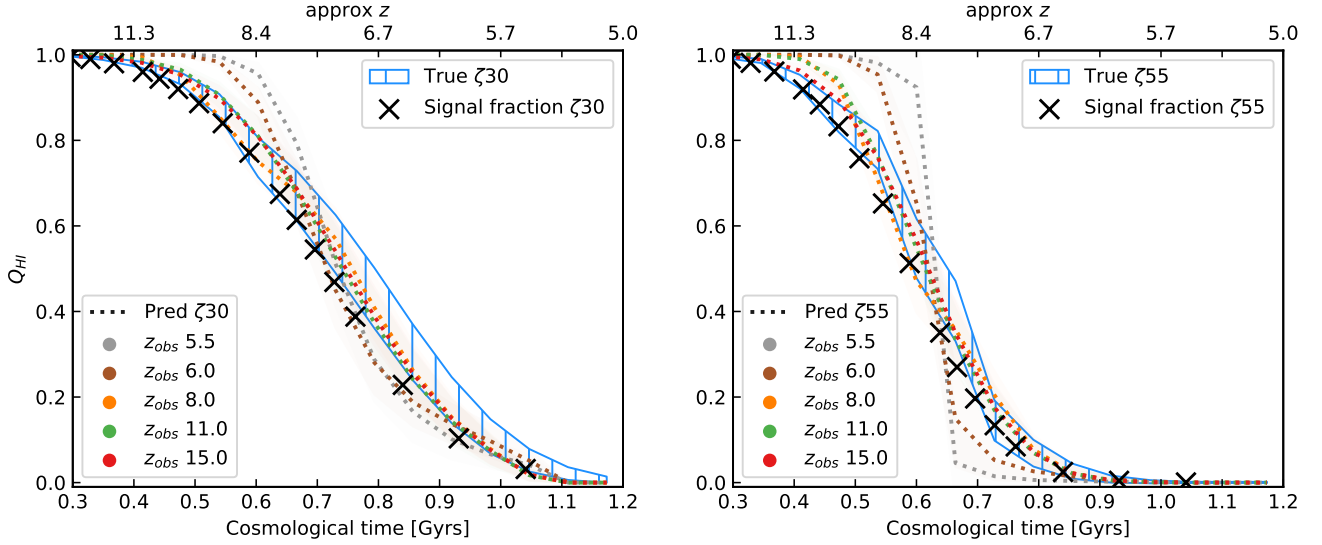 approx z
11.3 8.4 6.7 5.7 5.0
1.0
0.8
0.6
0.4
0.2
0.0
Q_HI
True ζ30
Signal fraction ζ30
Pred ζ30
z_obs 5.5
z_obs 6.0
z_obs 8.0
z_obs 11.0
z_obs 15.0
0.3 0.4 0.5 0.6 0.7 0.8 0.9 1.0 1.1 1.2
Cosmological time [Gyrs]
approx z
11.3 8.4 6.7 5.7 5.0
1.0
0.8
0.6
0.4
0.2
0.0
True ζ55
Signal fraction ζ55
Pred ζ55
z_obs 5.5
z_obs 6.0
z_obs 8.0
z_obs 11.0
z_obs 15.0
0.3 0.4 0.5 0.6 0.7 0.8 0.9 1.0 1.1 1.2
Cosmological time [Gyrs]